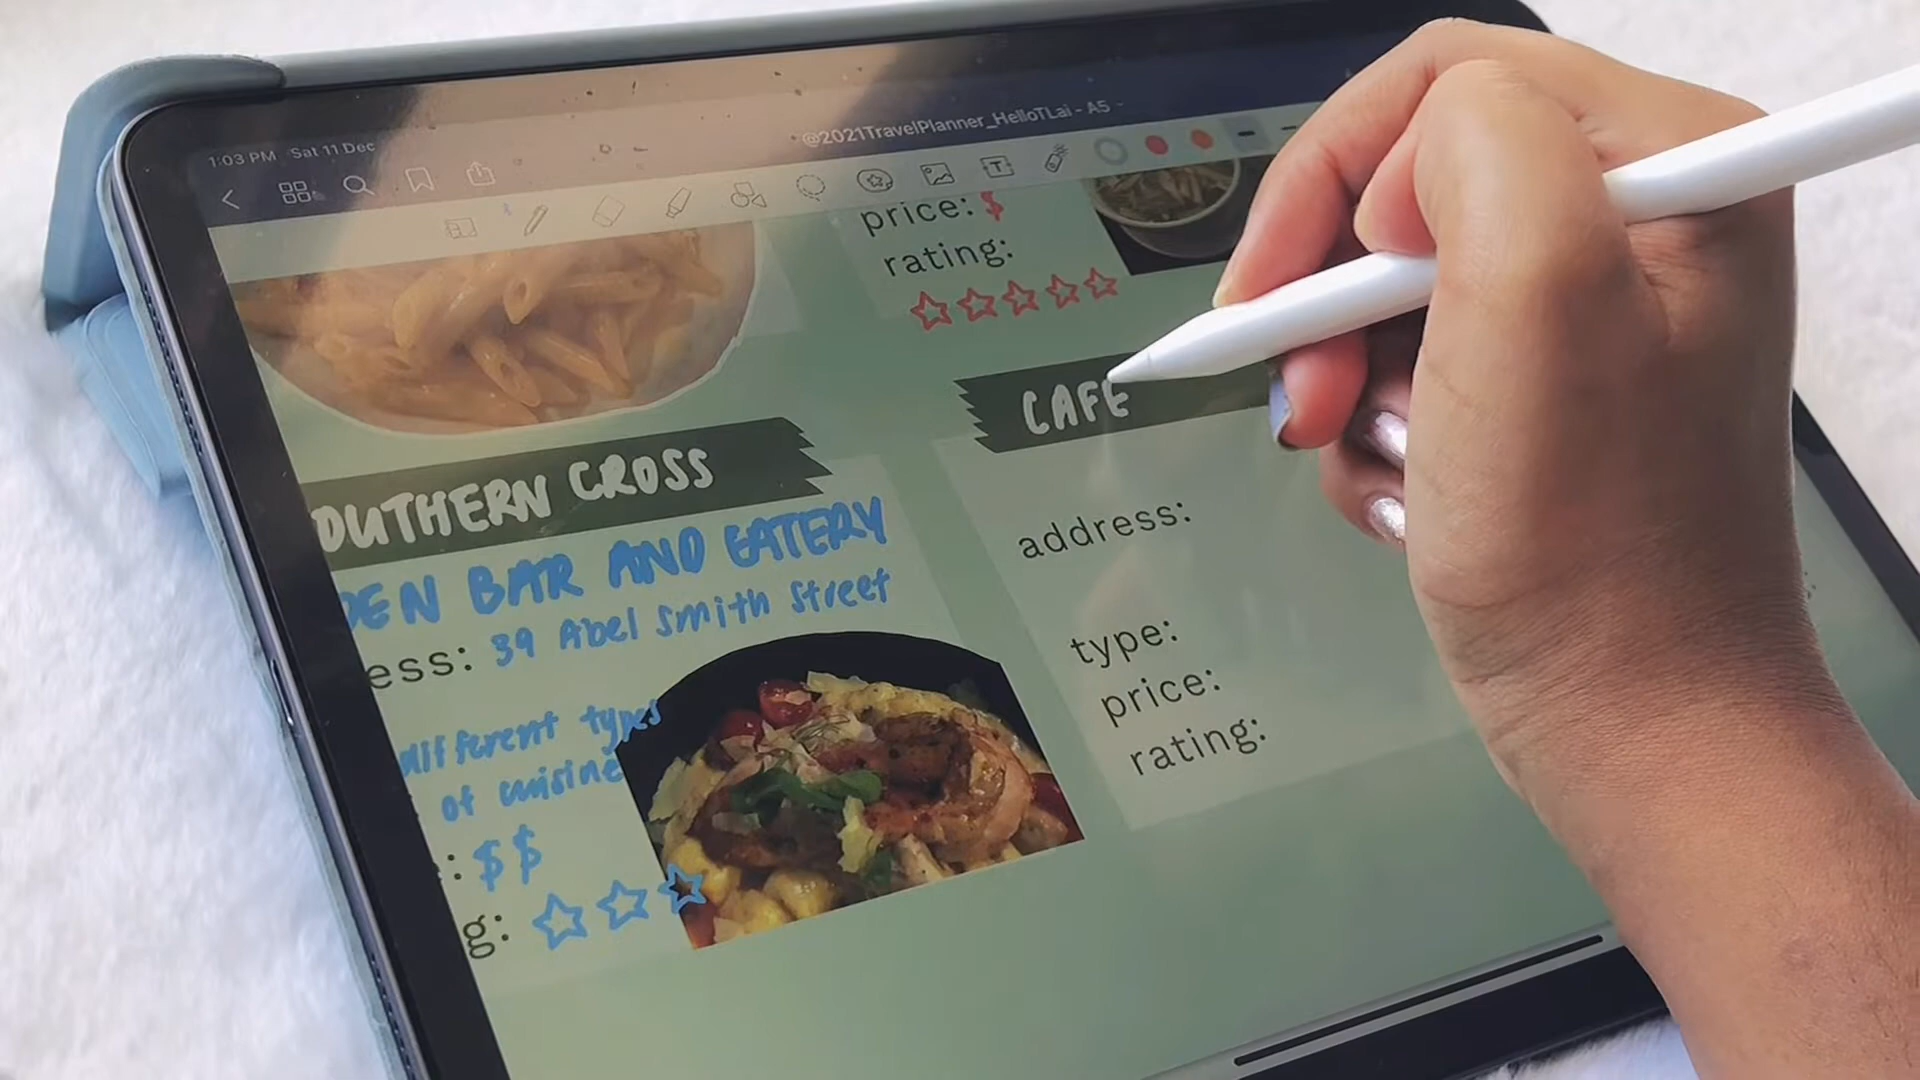 1:03 PM Sat 11 Dec
@2021TravelPlanner_HelloTLai - A5
price: $
rating:
CAFE
address:
type:
price:
rating:
OUTHERN CROSS
DEN BAR AND EATERY
ess: 39 Abel Smith Street
different types
of cuisine
: $$
g: